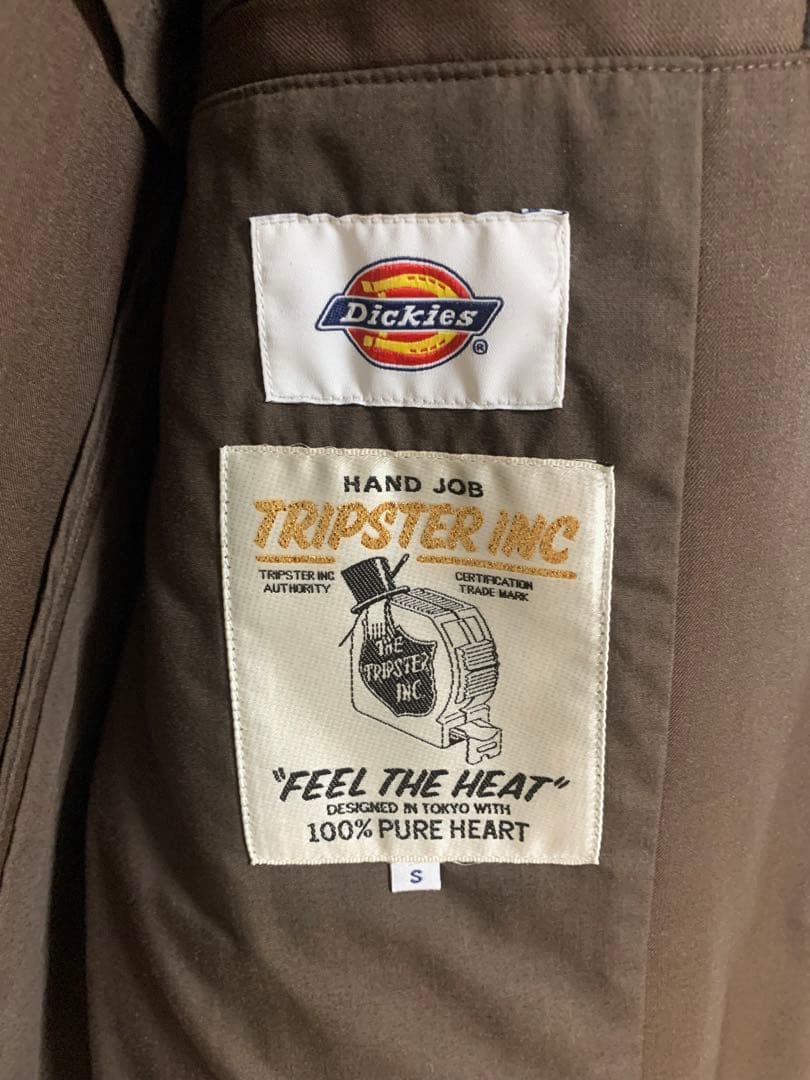 Dickies
®
HAND JOB
TRIPSTER INC
TRIPSTER INC
AUTHORITY
CERTIFICATION
TRADE MARK
THE
TRIPSTER
INC.
"FEEL THE HEAT"
DESIGNED IN TOKYO WITH
100% PURE HEART
S